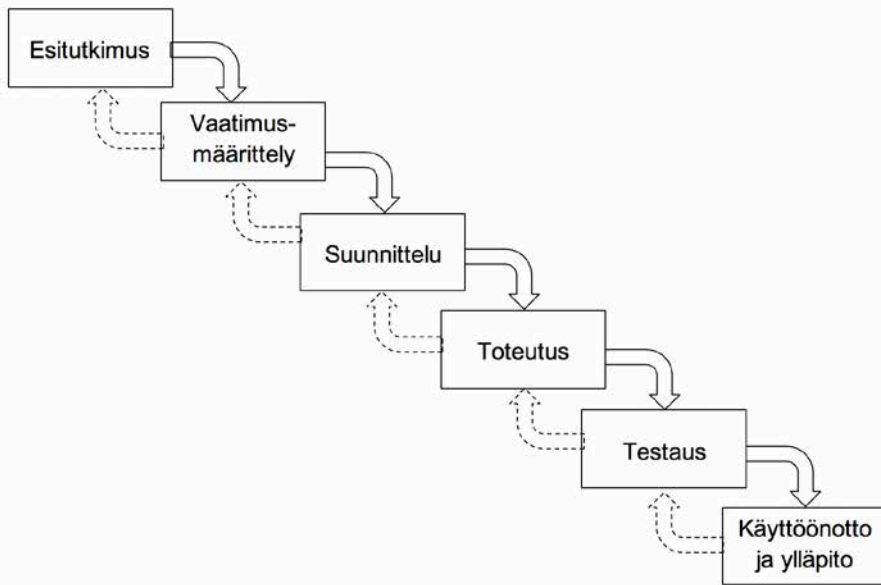 Esitutkimus
Vaatimus-
määrittely
Suunnittelu
Toteutus
Testaus
Käyttöönotto
ja ylläpito